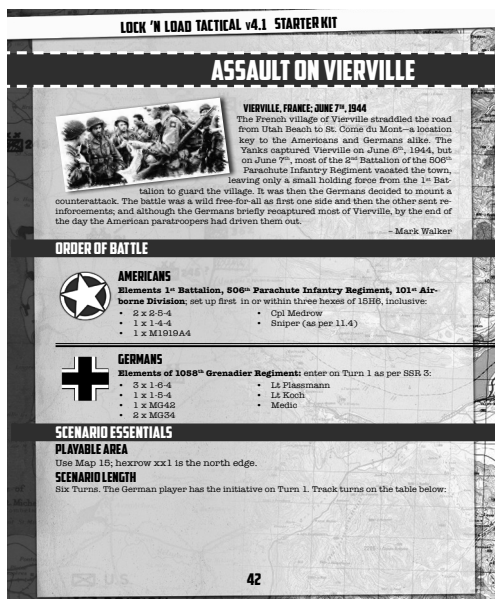 LOCK 'N LOAD TACTICAL v4.1 STARTER KIT
ASSAULT ON VIERVILLE
VIERVILLE, FRANCE; JUNE 7TH, 1944
The French village of Vierville straddled the road
from Utah Beach to St. Come du Mont—a location
key to the Americans and Germans alike. The
Yanks captured Vierville on June 6th, 1944, but
on June 7th, most of the 2nd Battalion of the 506th
Parachute Infantry Regiment vacated the town,
leaving only a small holding force from the 1st Bat-
talion to guard the village. It was then the Germans decided to mount a
counterattack. The battle was a wild free-for-all as first one side and then the other sent re-
inforcements; and although the Germans briefly recaptured most of Vierville, by the end of
the day the American paratroopers had driven them out.
~ Mark Walker
ORDER OF BATTLE
AMERICANS
Elements 1st Battalion, 506th Parachute Infantry Regiment, 101st Air-
borne Division; set up first in or within three hexes of 15H6, inclusive:
• 2 x 2-5-4
• 1 x 1-4-4
• 1 x M1919A4
• Cpl Medrow
• Sniper (as per 11.4)
GERMANS
Elements of 1058th Grenadier Regiment: enter on Turn 1 as per SSR 3:
• 3 x 1-6-4
• 1 x 1-5-4
• 1 x MG42
• 2 x MG34
• Lt Plassmann
• Lt Koch
• Medic
SCENARIO ESSENTIALS
PLAYABLE AREA
Use Map 15; hexrow xx1 is the north edge.
SCENARIO LENGTH
Six Turns. The German player has the initiative on Turn 1. Track turns on the table below:
U.S.
42